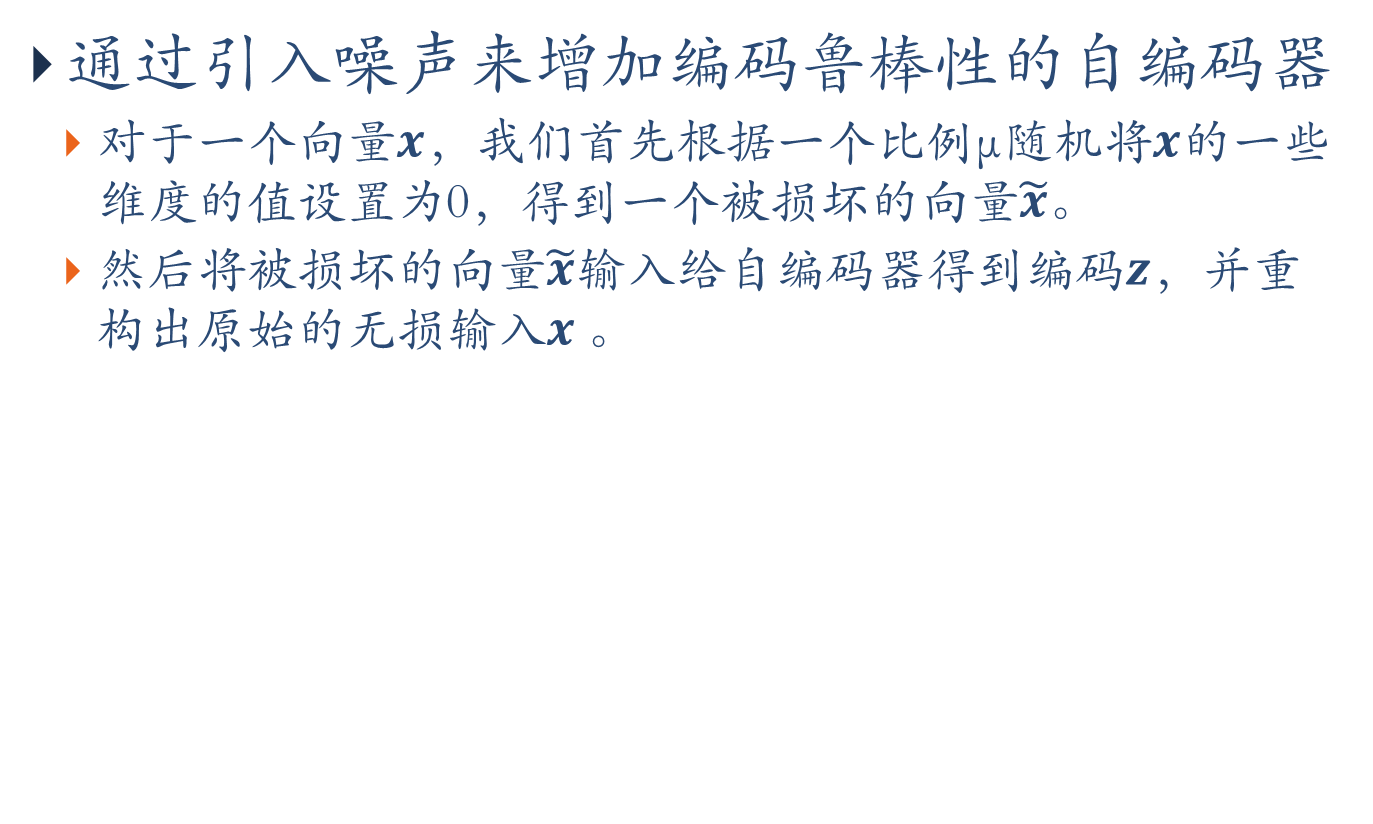 通过引入噪声来增加编码鲁棒性的自编码器
对于一个向量x，我们首先根据一个比例μ随机将x的一些
维度的值设置为0，得到一个被损坏的向量x̃。
然后将被损坏的向量x̃输入给自编码器得到编码z，并重
构出原始的无损输入x 。